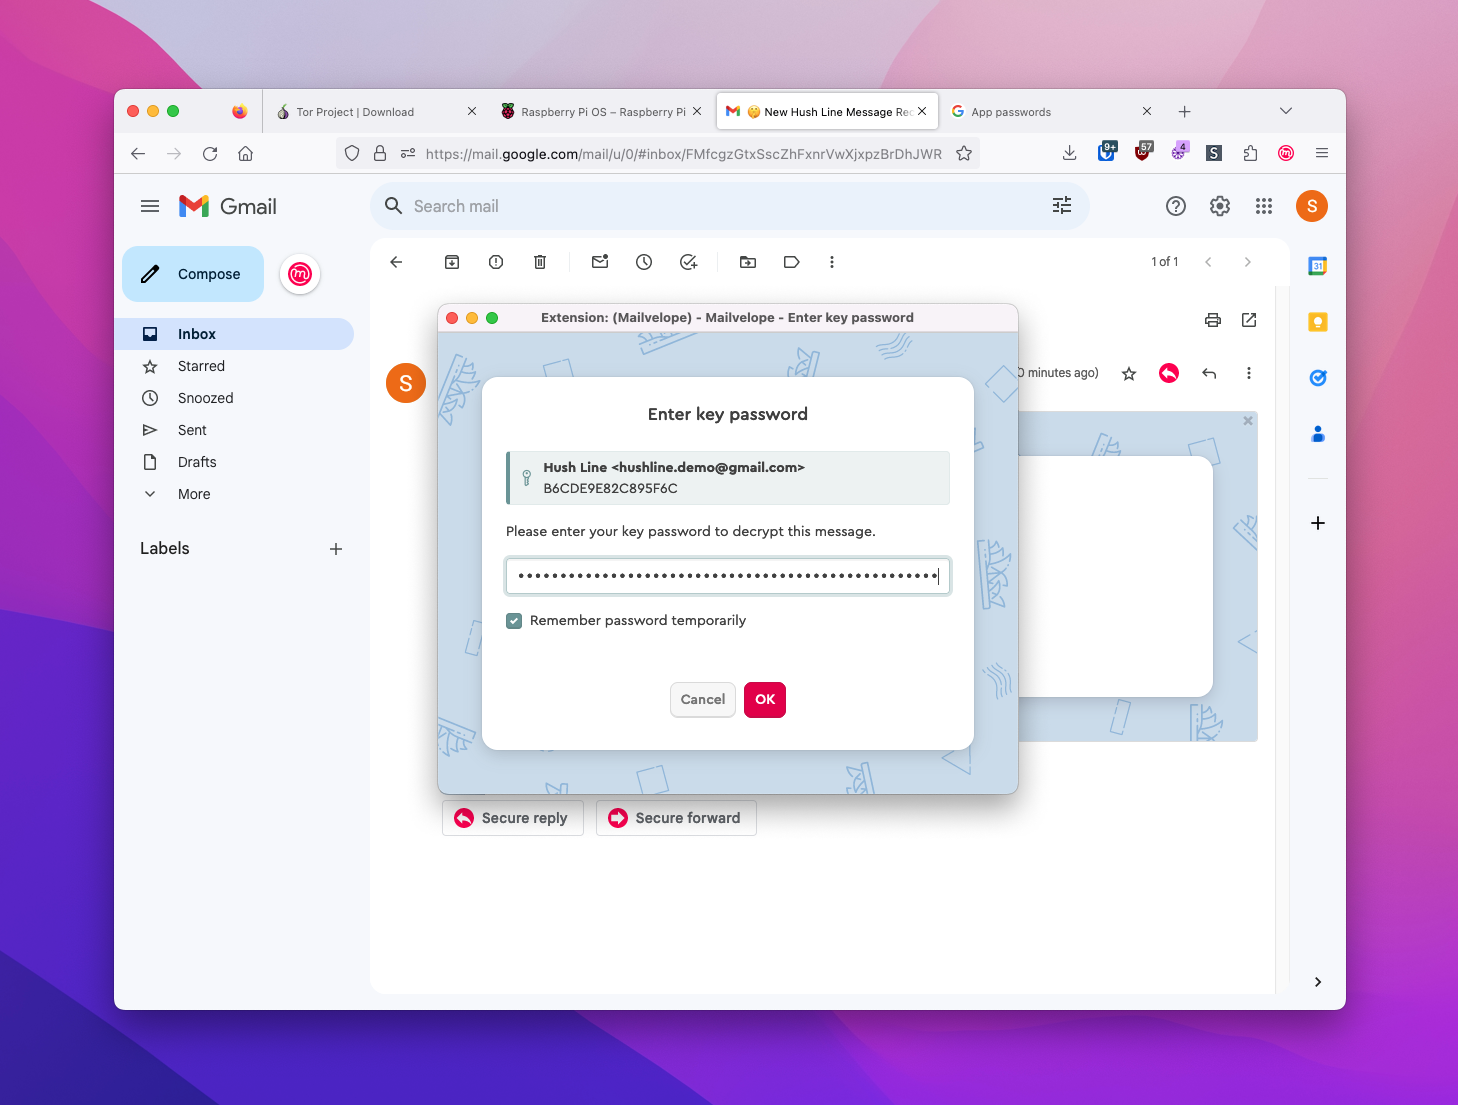 Tor Project | Download
Raspberry Pi OS – Raspberry Pi
New Hush Line Message Rec
App passwords
https://mail.google.com/mail/u/0/#inbox/FMfcgzGtxSscZhFxnrVwXjxpzBrDhJWR
9+
57
4
S
Gmail
Search mail
S
Compose
1 of 1
31
Inbox
Starred
Snoozed
Sent
Drafts
More
Labels
Extension: (Mailvelope) - Mailvelope - Enter key password
S
0 minutes ago)
Enter key password
Hush Line <hushline.demo@gmail.com>
B6CDE9E82C895F6C
Please enter your key password to decrypt this message.
Remember password temporarily
Cancel
OK
Secure reply
Secure forward